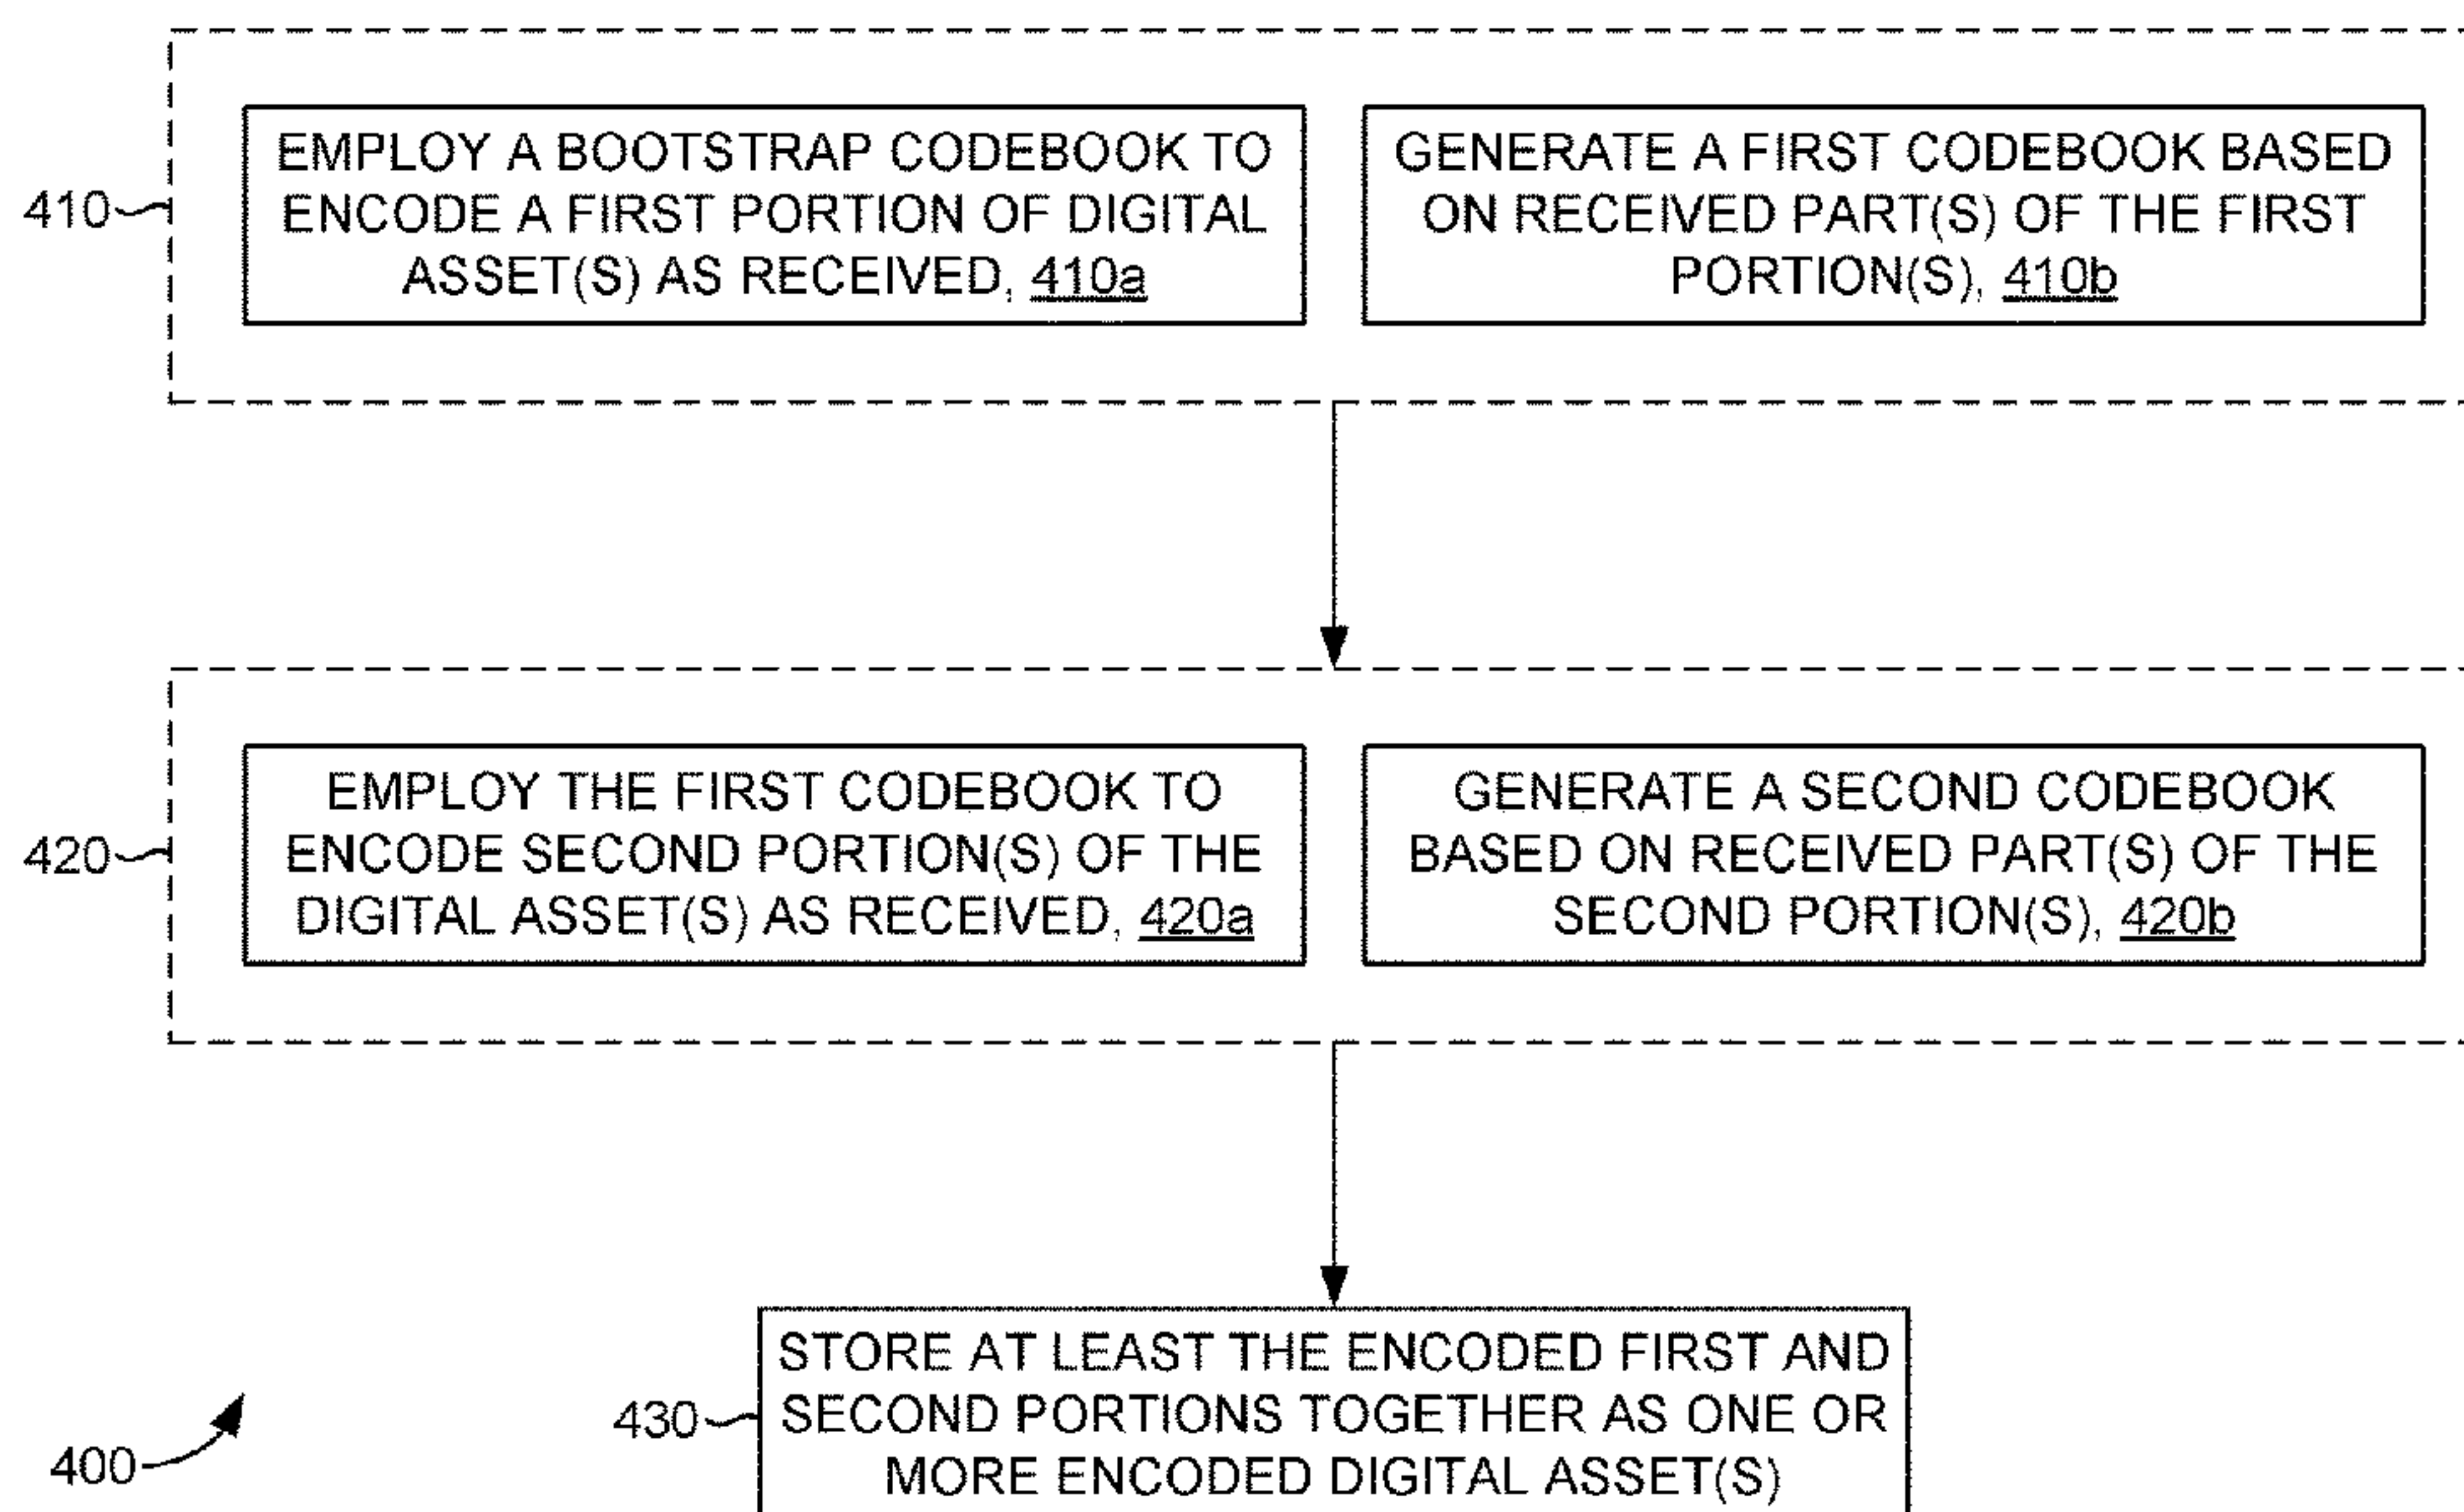 410
EMPLOY A BOOTSTRAP CODEBOOK TO
ENCODE A FIRST PORTION OF DIGITAL
ASSET(S) AS RECEIVED, 410a
GENERATE A FIRST CODEBOOK BASED
ON RECEIVED PART(S) OF THE FIRST
PORTION(S), 410b
420
EMPLOY THE FIRST CODEBOOK TO
ENCODE SECOND PORTION(S) OF THE
DIGITAL ASSET(S) AS RECEIVED, 420a
GENERATE A SECOND CODEBOOK
BASED ON RECEIVED PART(S) OF THE
SECOND PORTION(S), 420b
430
STORE AT LEAST THE ENCODED FIRST AND
SECOND PORTIONS TOGETHER AS ONE OR
MORE ENCODED DIGITAL ASSET(S)
400